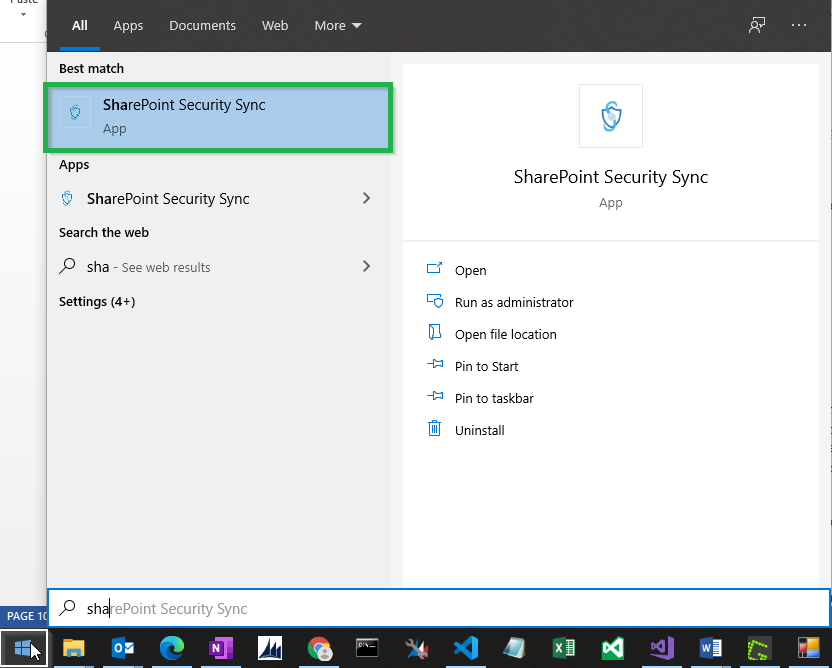 All Apps Documents Web More
Best match
SharePoint Security Sync
App
Apps
SharePoint Security Sync
Search the web
sha - See web results
Settings (4+)
SharePoint Security Sync
App
Open
Run as administrator
Open file location
Pin to Start
Pin to taskbar
Uninstall
PAGE 10
sharePoint Security Sync